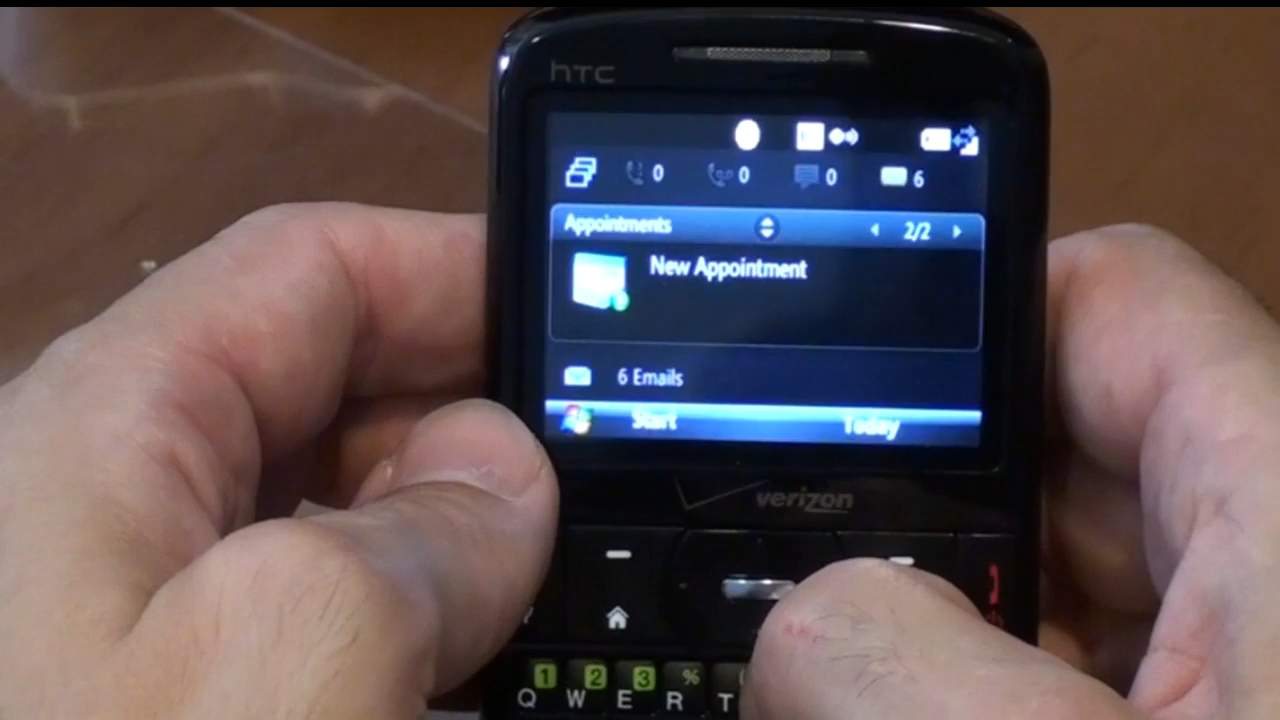 hTC
0 0 0 6
Appointments 2/2
New Appointment
6 Emails
Start Today
verizon
1 2 3 %
Q W E R T